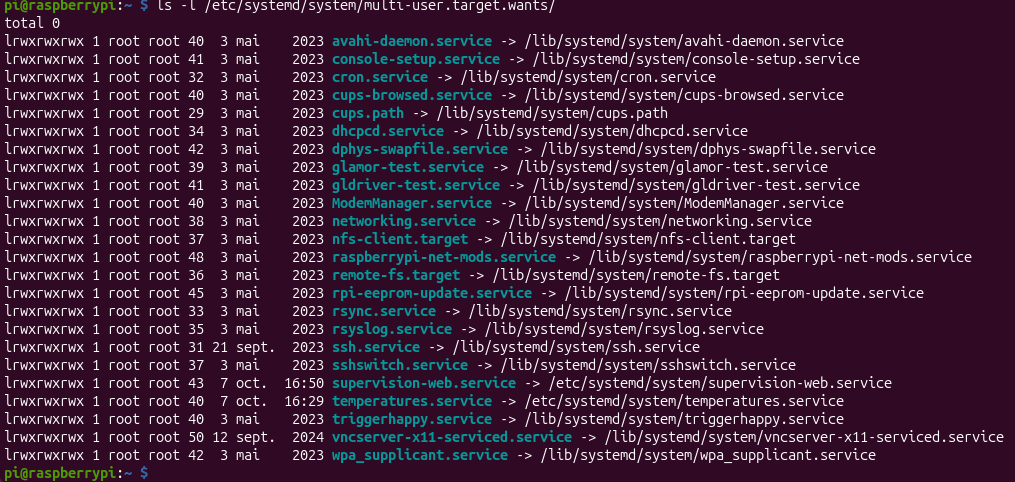 pi@raspberrypi:~ $ ls -l /etc/systemd/system/multi-user.target.wants/
total 0
lrwxrwxrwx 1 root root 40  3 mai    2023 avahi-daemon.service -> /lib/systemd/system/avahi-daemon.service
lrwxrwxrwx 1 root root 41  3 mai    2023 console-setup.service -> /lib/systemd/system/console-setup.service
lrwxrwxrwx 1 root root 32  3 mai    2023 cron.service -> /lib/systemd/system/cron.service
lrwxrwxrwx 1 root root 40  3 mai    2023 cups-browsed.service -> /lib/systemd/system/cups-browsed.service
lrwxrwxrwx 1 root root 29  3 mai    2023 cups.path -> /lib/systemd/system/cups.path
lrwxrwxrwx 1 root root 34  3 mai    2023 dhcpcd.service -> /lib/systemd/system/dhcpcd.service
lrwxrwxrwx 1 root root 42  3 mai    2023 dphys-swapfile.service -> /lib/systemd/system/dphys-swapfile.service
lrwxrwxrwx 1 root root 39  3 mai    2023 glamor-test.service -> /lib/systemd/system/glamor-test.service
lrwxrwxrwx 1 root root 41  3 mai    2023 gldriver-test.service -> /lib/systemd/system/gldriver-test.service
lrwxrwxrwx 1 root root 40  3 mai    2023 ModemManager.service -> /lib/systemd/system/ModemManager.service
lrwxrwxrwx 1 root root 38  3 mai    2023 networking.service -> /lib/systemd/system/networking.service
lrwxrwxrwx 1 root root 37  3 mai    2023 nfs-client.target -> /lib/systemd/system/nfs-client.target
lrwxrwxrwx 1 root root 48  3 mai    2023 raspberrypi-net-mods.service -> /lib/systemd/system/raspberrypi-net-mods.service
lrwxrwxrwx 1 root root 36  3 mai    2023 remote-fs.target -> /lib/systemd/system/remote-fs.target
lrwxrwxrwx 1 root root 45  3 mai    2023 rpi-eeprom-update.service -> /lib/systemd/system/rpi-eeprom-update.service
lrwxrwxrwx 1 root root 33  3 mai    2023 rsync.service -> /lib/systemd/system/rsync.service
lrwxrwxrwx 1 root root 35  3 mai    2023 rsyslog.service -> /lib/systemd/system/rsyslog.service
lrwxrwxrwx 1 root root 31 21 sept.  2023 ssh.service -> /lib/systemd/system/ssh.service
lrwxrwxrwx 1 root root 37  3 mai    2023 sshswitch.service -> /lib/systemd/system/sshswitch.service
lrwxrwxrwx 1 root root 43  7 oct.  16:50 supervision-web.service -> /etc/systemd/system/supervision-web.service
lrwxrwxrwx 1 root root 40  7 oct.  16:29 temperatures.service -> /etc/systemd/system/temperatures.service
lrwxrwxrwx 1 root root 40  3 mai    2023 triggerhappy.service -> /lib/systemd/system/triggerhappy.service
lrwxrwxrwx 1 root root 50 12 sept.  2024 vncserver-x11-serviced.service -> /lib/systemd/system/vncserver-x11-serviced.service
lrwxrwxrwx 1 root root 42  3 mai    2023 wpa_supplicant.service -> /lib/systemd/system/wpa_supplicant.service
pi@raspberrypi:~ $